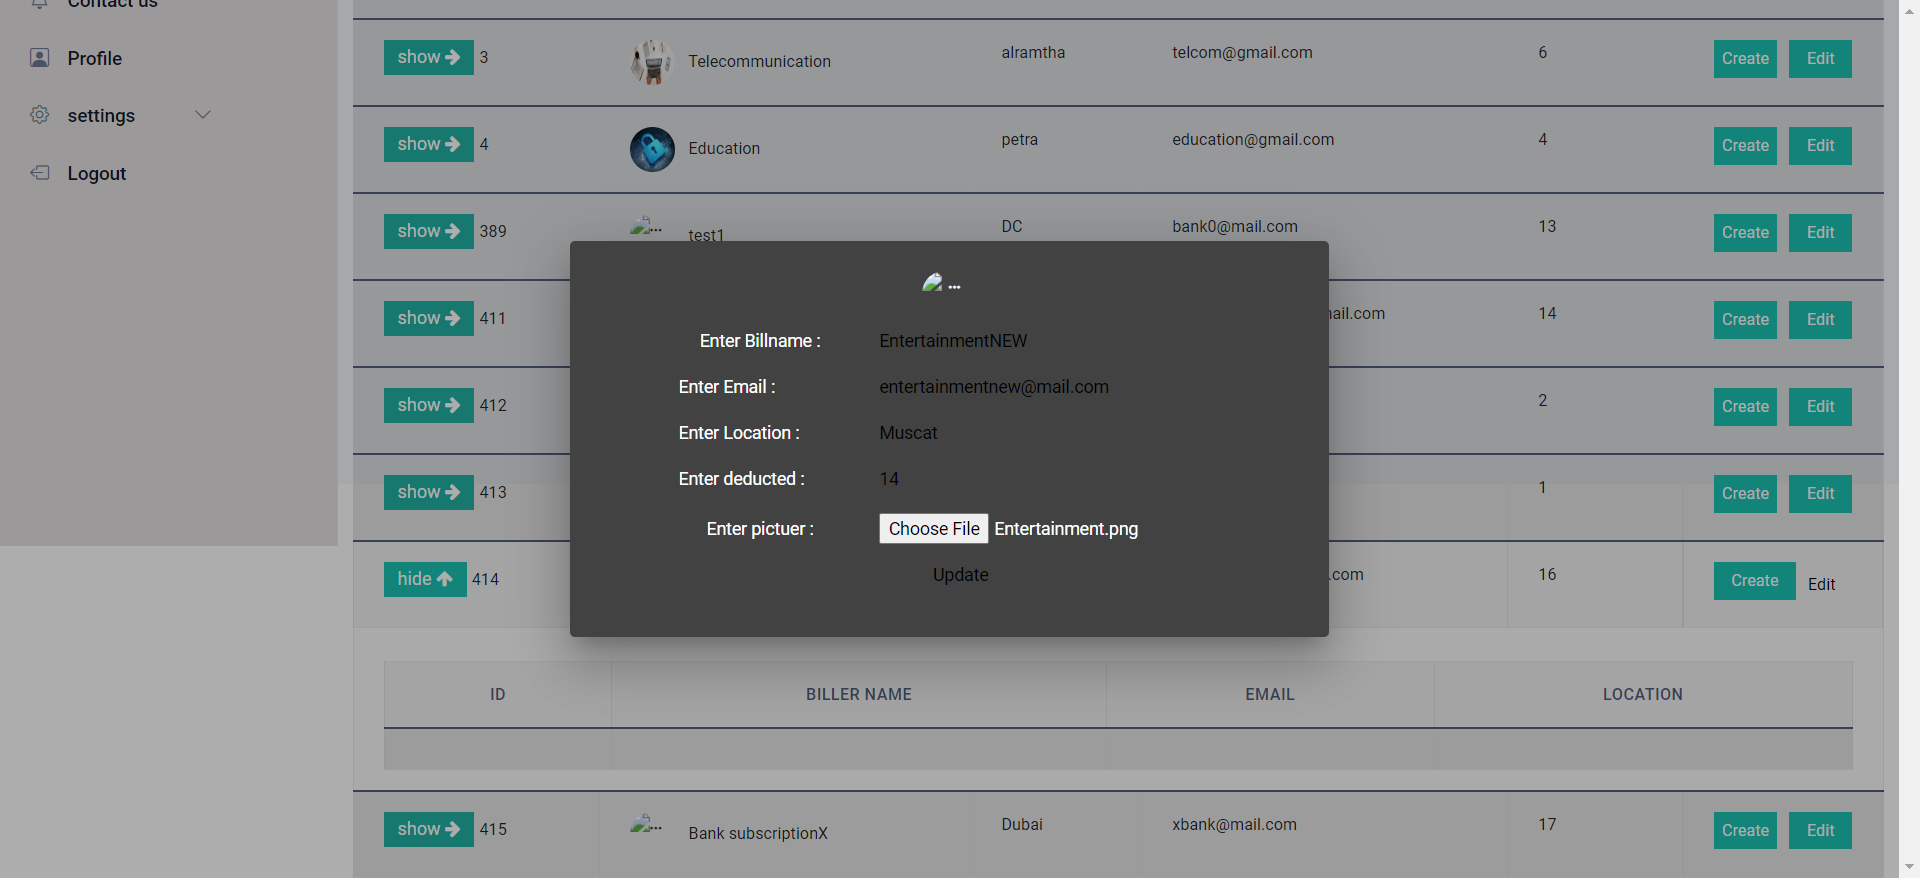 Contact us
Profile
settings
Logout
show 3 Telecommunication alramtha telcom@gmail.com 6 Create Edit
show 4 Education petra education@gmail.com 4 Create Edit
show 389 ... test1 DC bank0@mail.com 13 Create Edit
show 411 ail.com 14 Create Edit
show 412 2 Create Edit
show 413 1 Create Edit
hide 414 .com 16 Create Edit
...
Enter Billname : EntertainmentNEW
Enter Email : entertainmentnew@mail.com
Enter Location : Muscat
Enter deducted : 14
Enter pictuer : Choose File Entertainment.png
Update
ID BILLER NAME EMAIL LOCATION
show 415 ... Bank subscriptionX Dubai xbank@mail.com 17 Create Edit